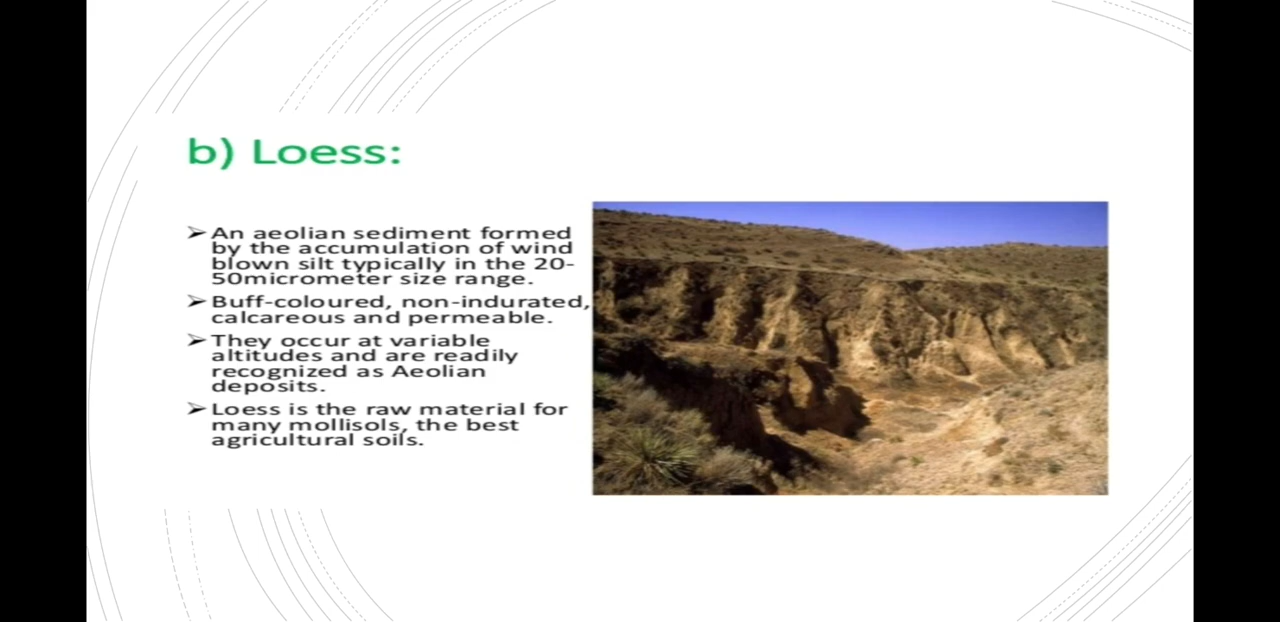 b) Loess:
➢An aeolian sediment formed
by the accumulation of wind
blown silt typically in the 20-
50micrometer size range.
➢Buff-coloured, non-indurated,
calcareous and permeable.
➢They occur at variable
altitudes and are readily
recognized as Aeolian
deposits.
➢Loess is the raw material for
many mollisols, the best
agricultural soils.